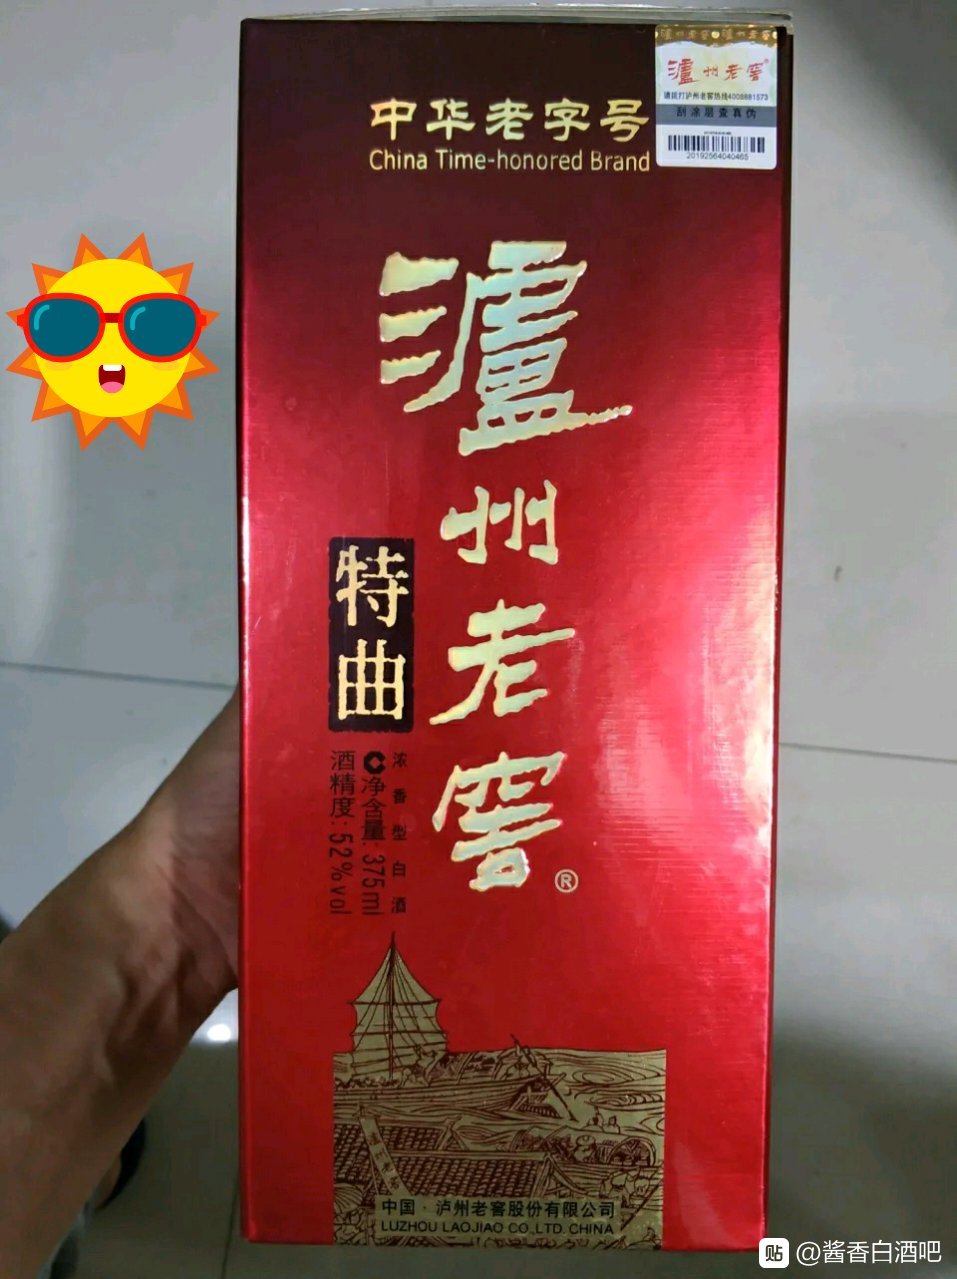 中华老字号
China Time-honored Brand
泸州老窖®
请拨打泸州老窖热线4008881573
刮涂层查真伪
20192564040465
泸州老窖®
特曲
浓香型白酒
净含量:375ml
酒精度:52%vol
中国·泸州老窖股份有限公司
LUZHOU LAOJIAO CO.,LTD. CHINA
贴 @酱香白酒吧